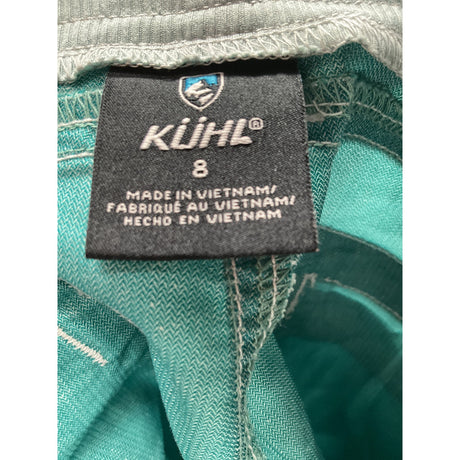 KÜHL®
8
MADE IN VIETNAM/
FABRIQUÉ AU VIETNAM/
HECHO EN VIETNAM